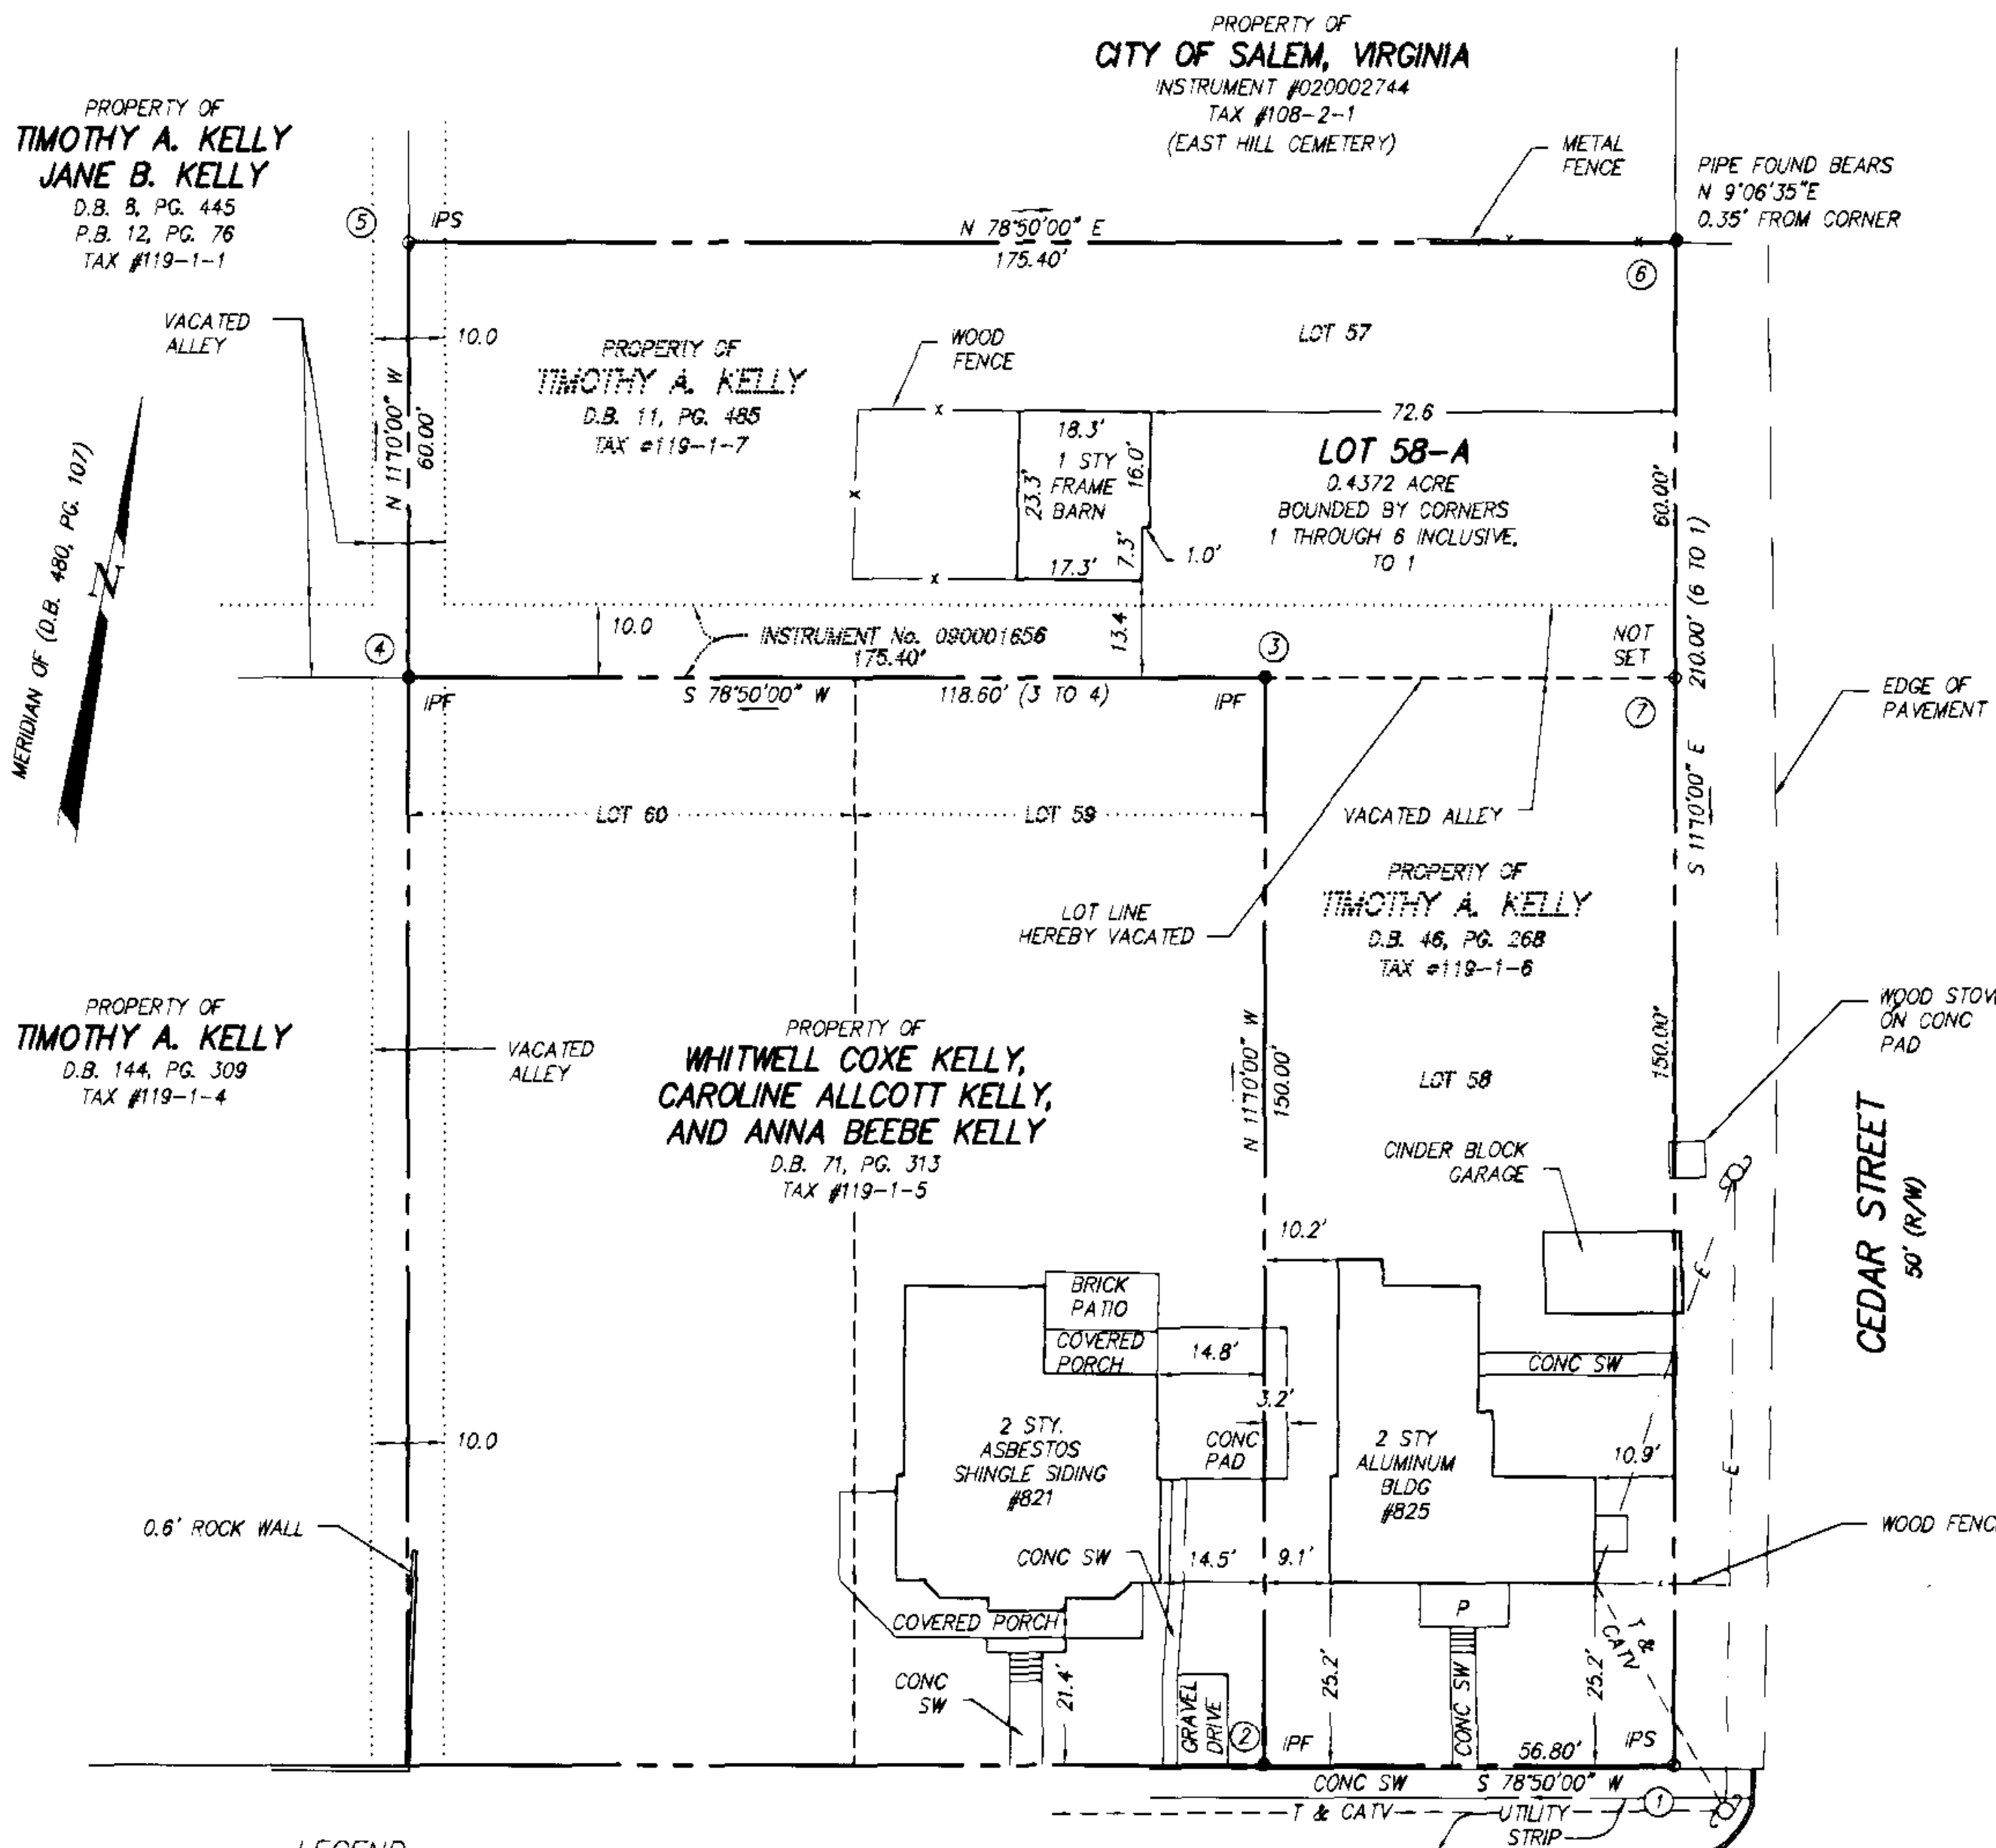 PROPERTY OF
CITY OF SALEM, VIRGINIA
INSTRUMENT #020002744
TAX #108-2-1
(EAST HILL CEMETERY)
PROPERTY OF
TIMOTHY A. KELLY
JANE B. KELLY
D.B. 8, PG. 445
P.B. 12, PG. 76
TAX #119-1-1
METAL
FENCE
PIPE FOUND BEARS
N 9°06'35"E
0.35' FROM CORNER
5
IPS
N 78°50'00" E
175.40'
6
VACATED
ALLEY
10.0
N 11°10'00" W
60.00'
PROPERTY OF
TIMOTHY A. KELLY
D.B. 11, PG. 485
TAX #119-1-7
WOOD
FENCE
LOT 57
72.6
18.3'
1 STY
FRAME
BARN
23.3'
16.0'
17.3'
7.3'
1.0'
LOT 58-A
0.4372 ACRE
BOUNDED BY CORNERS
1 THROUGH 6 INCLUSIVE,
TO 1
60.00'
S 11°10'00" E 210.00' (6 TO 1)
MERIDIAN OF (D.B. 480, PG. 107)
N
4
10.0
INSTRUMENT No. 090001656
175.40'
13.4
3
NOT
SET
IPF
S 78°50'00" W
118.60' (3 TO 4)
IPF
7
EDGE OF
PAVEMENT
LOT 60
LOT 59
VACATED ALLEY
LOT LINE
HEREBY VACATED
PROPERTY OF
TIMOTHY A. KELLY
D.B. 46, PG. 268
TAX #119-1-6
PROPERTY OF
TIMOTHY A. KELLY
D.B. 144, PG. 309
TAX #119-1-4
VACATED
ALLEY
PROPERTY OF
WHITWELL COXE KELLY,
CAROLINE ALLCOTT KELLY,
AND ANNA BEEBE KELLY
D.B. 71, PG. 313
TAX #119-1-5
N 11°10'00" W
150.00'
LOT 58
150.00'
WOOD STOV
ON CONC
PAD
CEDAR STREET
50' (R/W)
CINDER BLOCK
GARAGE
10.2'
E
BRICK
PATIO
COVERED
PORCH
14.8'
CONC SW
3.2'
2 STY.
ASBESTOS
SHINGLE SIDING
#821
CONC
PAD
2 STY
ALUMINUM
BLDG
#825
10.9'
E
10.0
0.6' ROCK WALL
CONC SW
14.5'
9.1'
WOOD FENC
COVERED PORCH
P
T &
CATV
CONC
SW
21.4'
GRAVEL
DRIVE
25.2'
CONC SW
25.2'
2
IPF
56.80'
IPS
CONC SW
S 78°50'00" W
1
T & CATV
UTILITY
STRIP
LEGEND